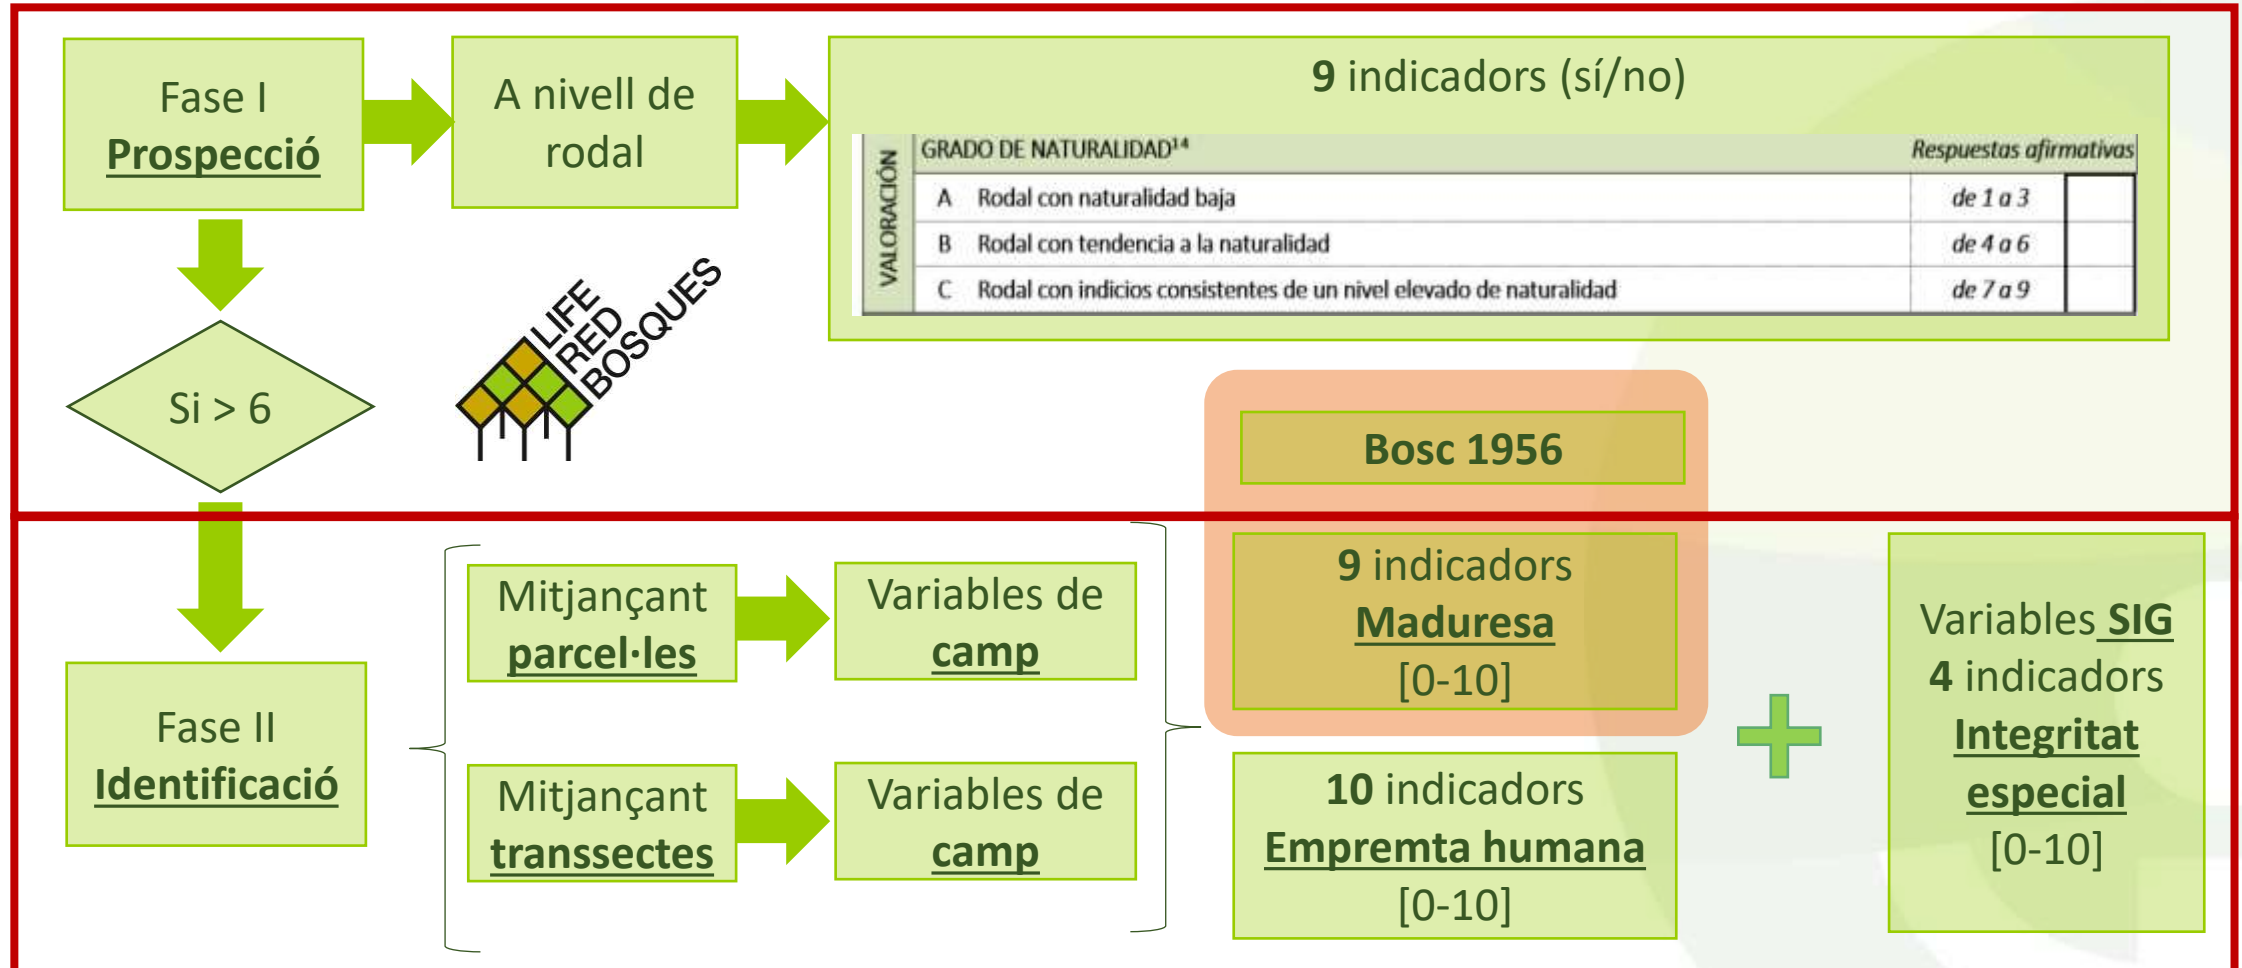 Fase I
Prospecció
A nivell de
rodal
9 indicadors (sí/no)
VALORACIÓN
GRADO DE NATURALIDAD¹⁴ Respuestas afirmativas
A Rodal con naturalidad baja de 1 a 3
B Rodal con tendencia a la naturalidad de 4 a 6
C Rodal con indicios consistentes de un nivel elevado de naturalidad de 7 a 9
Si > 6
LIFE
RED
BOSQUES
Bosc 1956
Fase II
Identificació
Mitjançant
parcel·les
Variables de
camp
Mitjançant
transsectes
Variables de
camp
9 indicadors
Maduresa
[0-10]
10 indicadors
Empremta humana
[0-10]
Variables SIG
4 indicadors
Integritat
especial
[0-10]